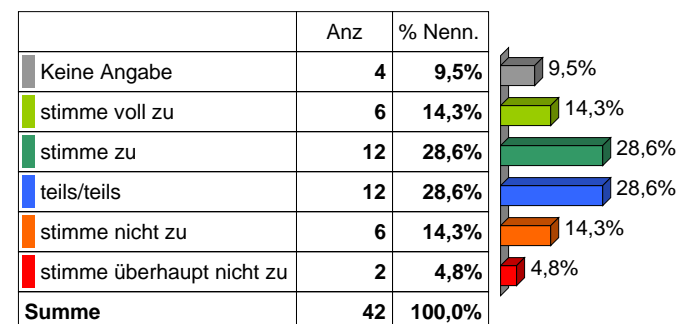 Anz % Nenn.
Keine Angabe 4 9,5% 9,5%
stimme voll zu 6 14,3% 14,3%
stimme zu 12 28,6% 28,6%
teils/teils 12 28,6% 28,6%
stimme nicht zu 6 14,3% 14,3%
stimme überhaupt nicht zu 2 4,8% 4,8%
Summe 42 100,0%